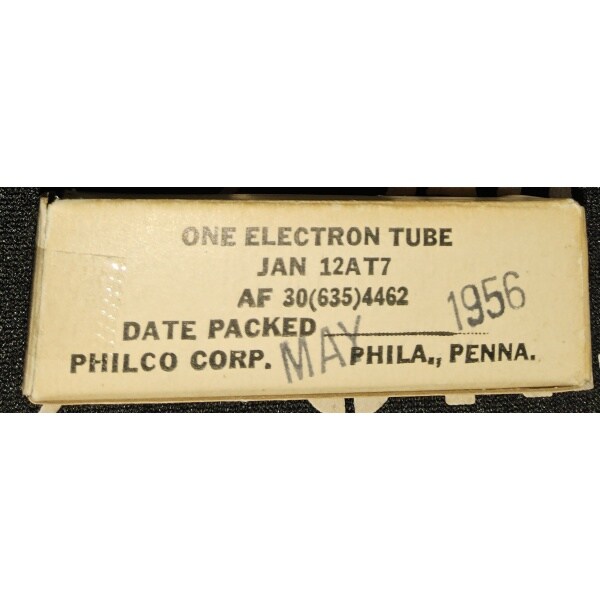 ONE ELECTRON TUBE
JAN 12AT7
AF 30(635)4462
DATE PACKED MAY 1956
PHILCO CORP. PHILA., PENNA.